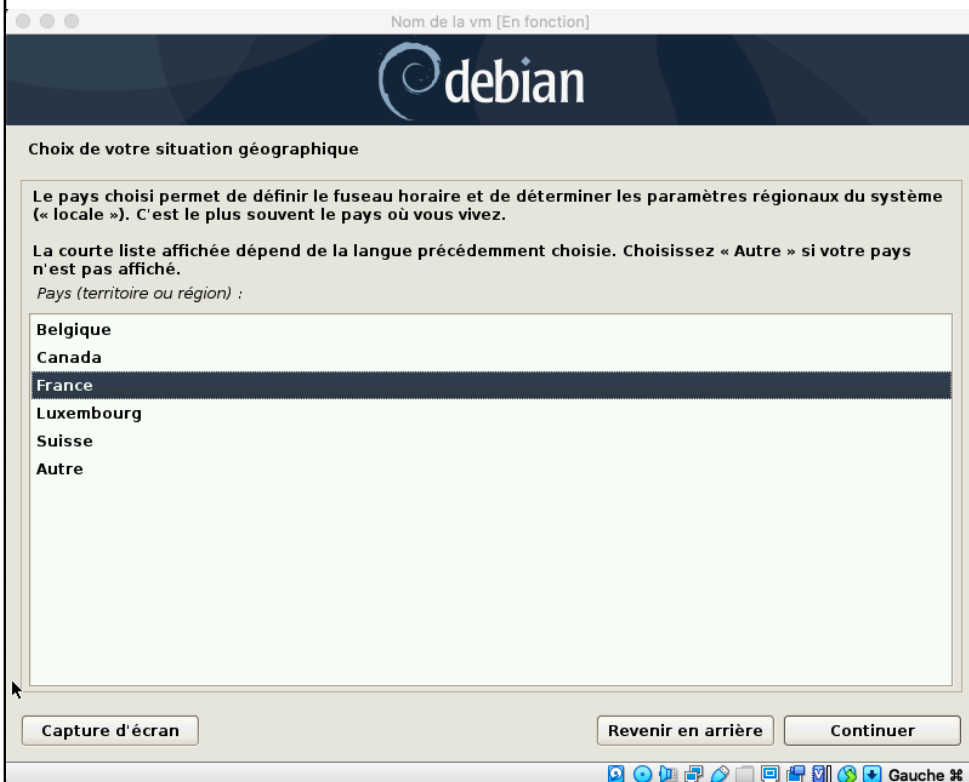 Nom de la vm [En fonction]
debian
Choix de votre situation géographique
Le pays choisi permet de définir le fuseau horaire et de déterminer les paramètres régionaux du système
(« locale »). C'est le plus souvent le pays où vous vivez.
La courte liste affichée dépend de la langue précédemment choisie. Choisissez « Autre » si votre pays
n'est pas affiché.
Pays (territoire ou région) :
Belgique
Canada
France
Luxembourg
Suisse
Autre
Capture d'écran
Revenir en arrière
Continuer
Gauche ⌘